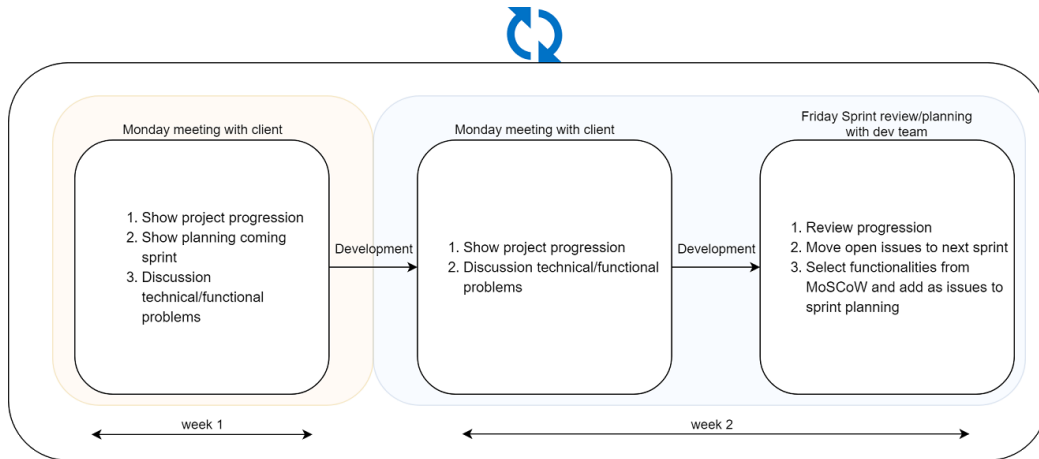 Monday meeting with client
1. Show project progression
2. Show planning coming
sprint
3. Discussion
technical/functional
problems
Development
Monday meeting with client
1. Show project progression
2. Discussion technical/functional
problems
Development
Friday Sprint review/planning
with dev team
1. Review progression
2. Move open issues to next sprint
3. Select functionalities from
MoSCoW and add as issues to
sprint planning
week 1
week 2